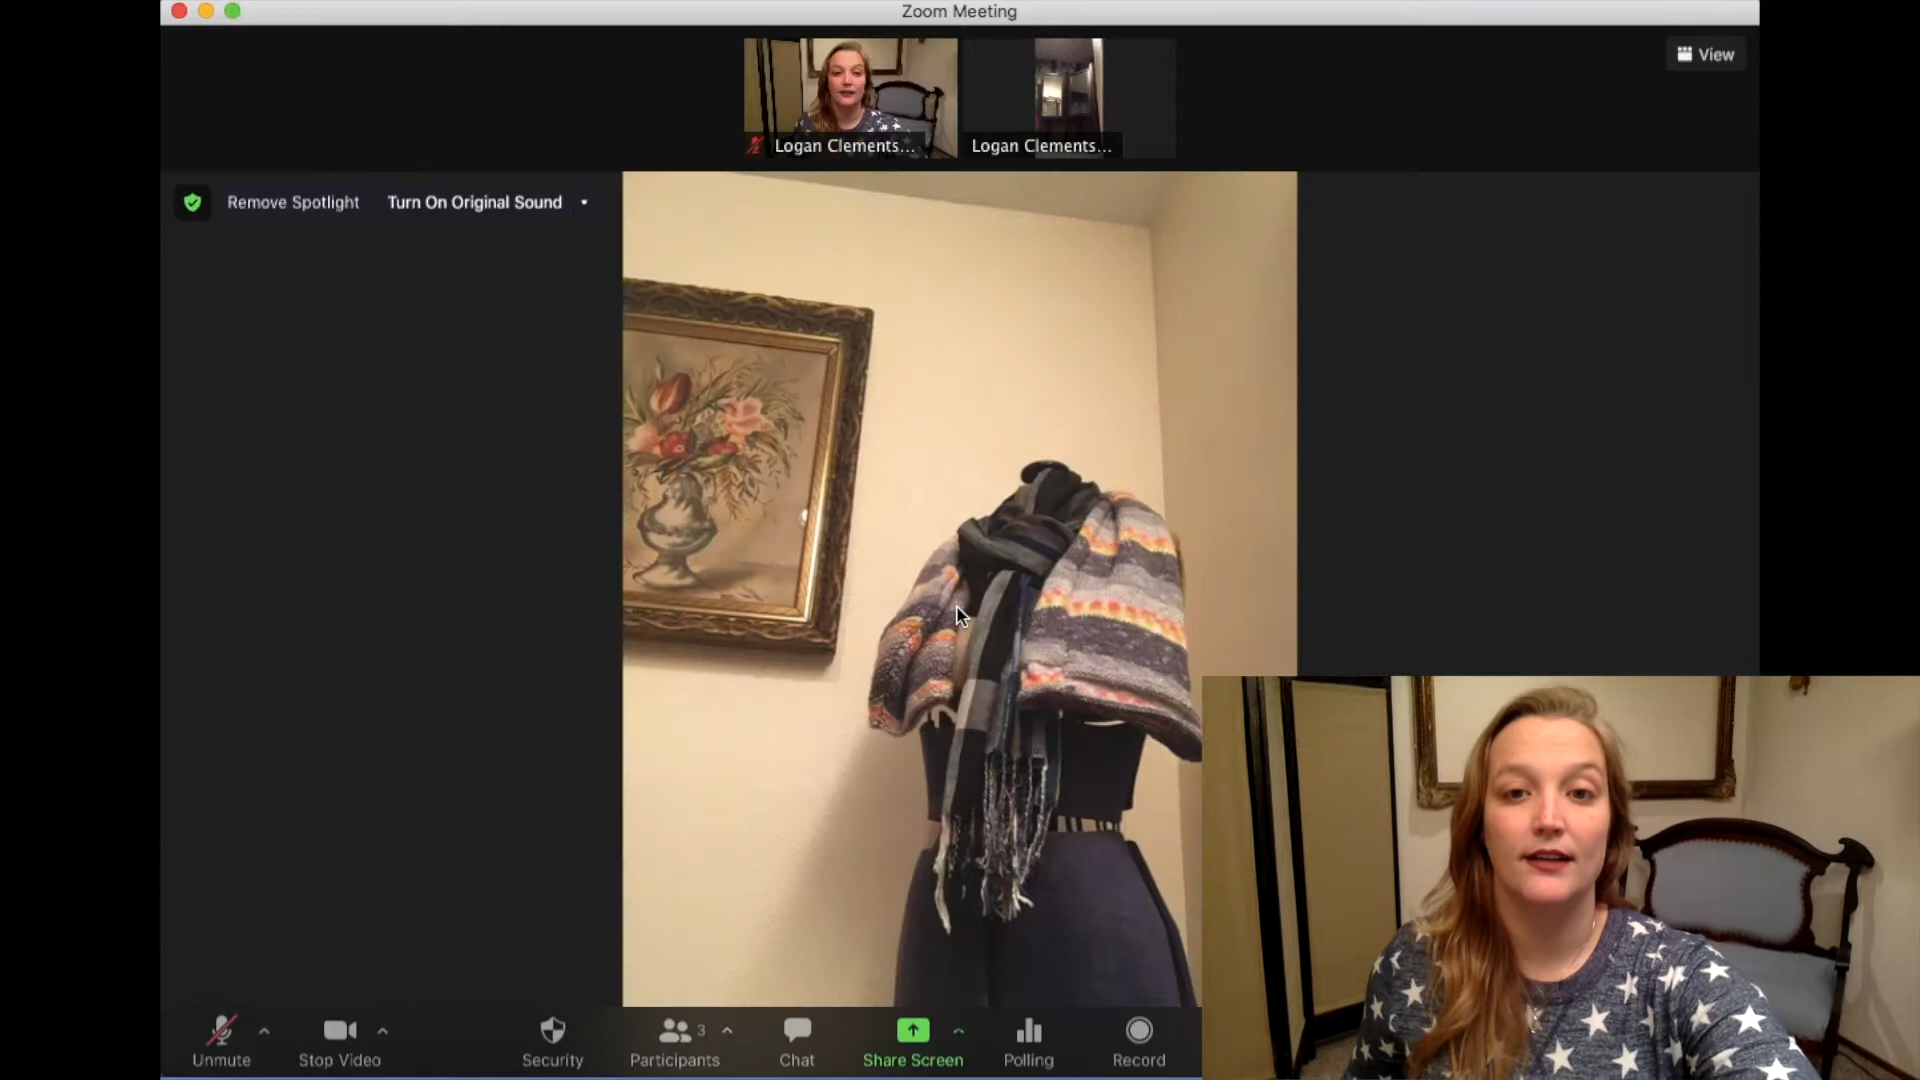 Zoom Meeting
View
Logan Clements...
Logan Clements...
Remove Spotlight
Turn On Original Sound
Unmute
Stop Video
Security
Participants
3
Chat
Share Screen
Polling
Record